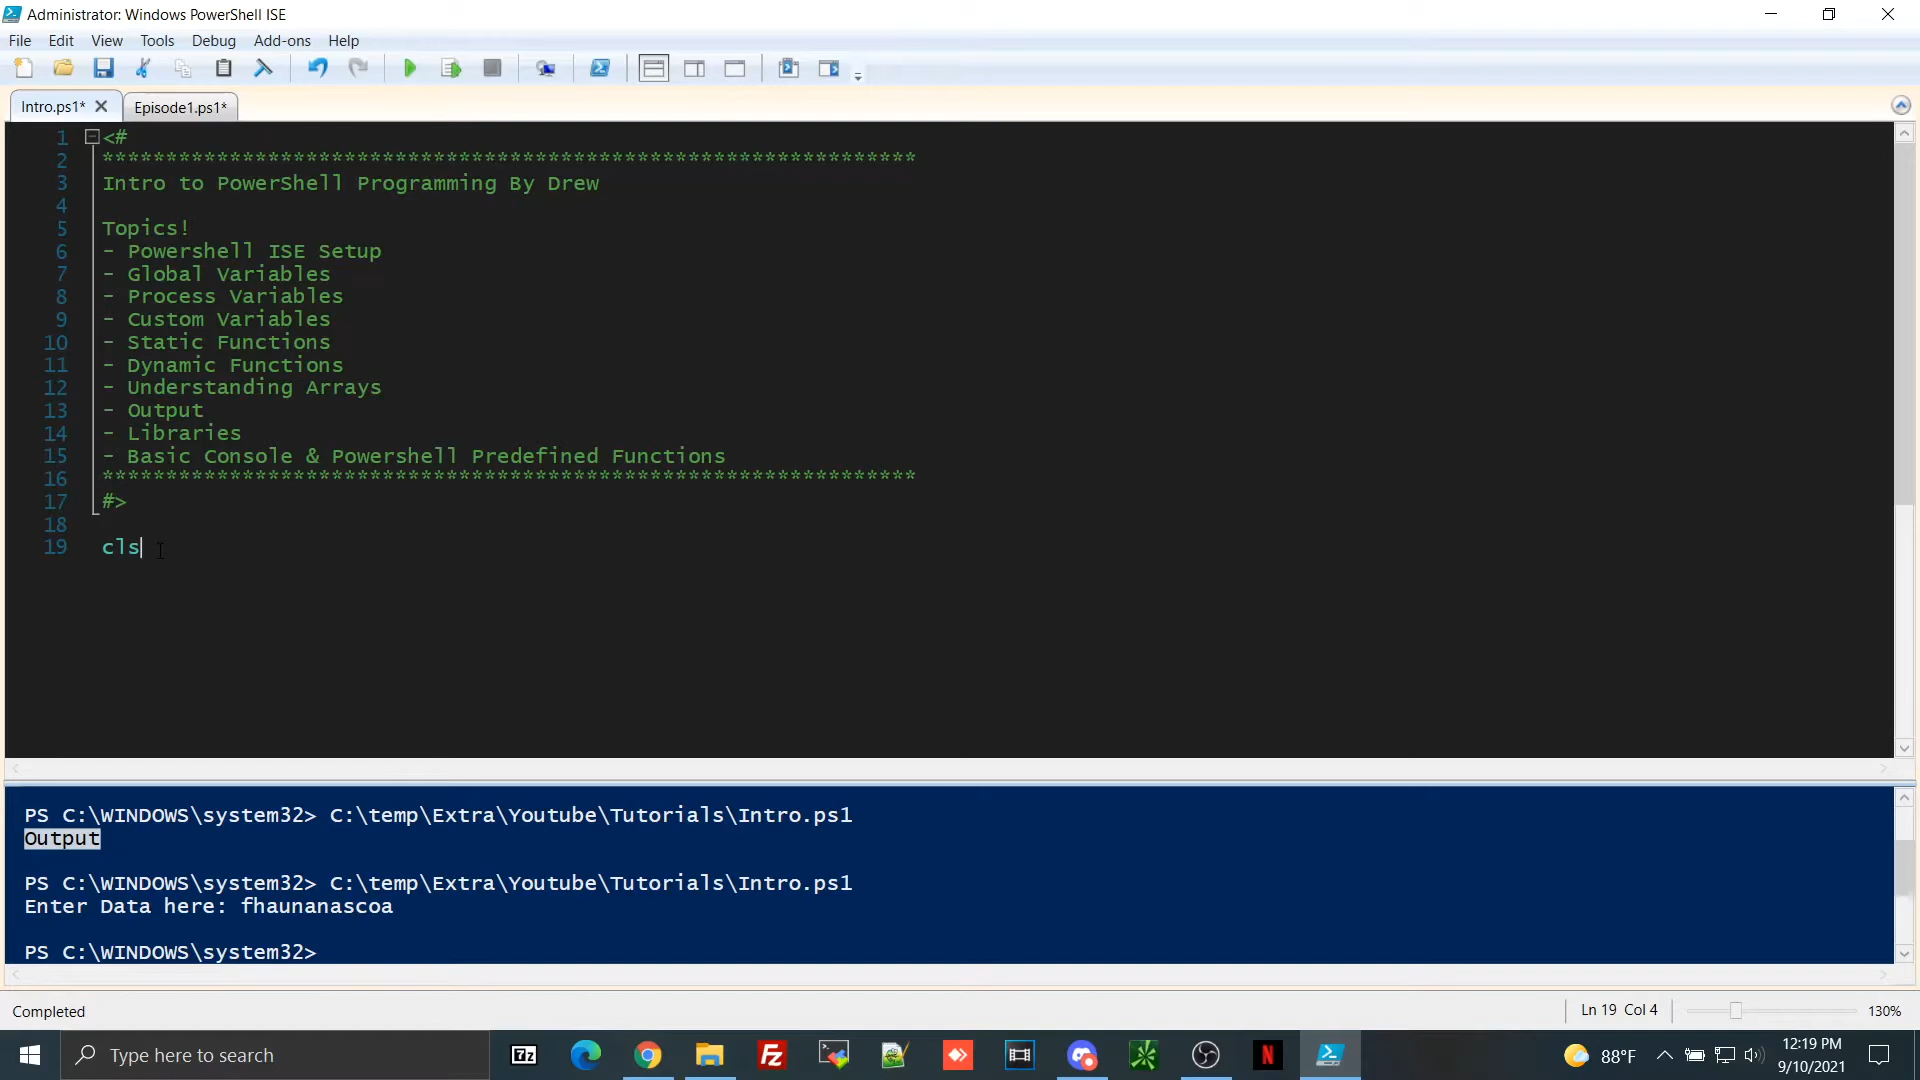 Administrator: Windows PowerShell ISE
File Edit View Tools Debug Add-ons Help
Intro.ps1* Episode1.ps1*
1 <#
2 ****************************************************************
3 Intro to PowerShell Programming By Drew
4
5 Topics!
6 - Powershell ISE Setup
7 - Global Variables
8 - Process Variables
9 - Custom Variables
10 - Static Functions
11 - Dynamic Functions
12 - Understanding Arrays
13 - Output
14 - Libraries
15 - Basic Console & Powershell Predefined Functions
16 ****************************************************************
17 #>
18
19 cls
PS C:\WINDOWS\system32> C:\temp\Extra\Youtube\Tutorials\Intro.ps1
Output
PS C:\WINDOWS\system32> C:\temp\Extra\Youtube\Tutorials\Intro.ps1
Enter Data here: fhaunanascoa
PS C:\WINDOWS\system32>
Completed Ln 19 Col 4 130%
Type here to search 7z 88°F 12:19 PM
9/10/2021